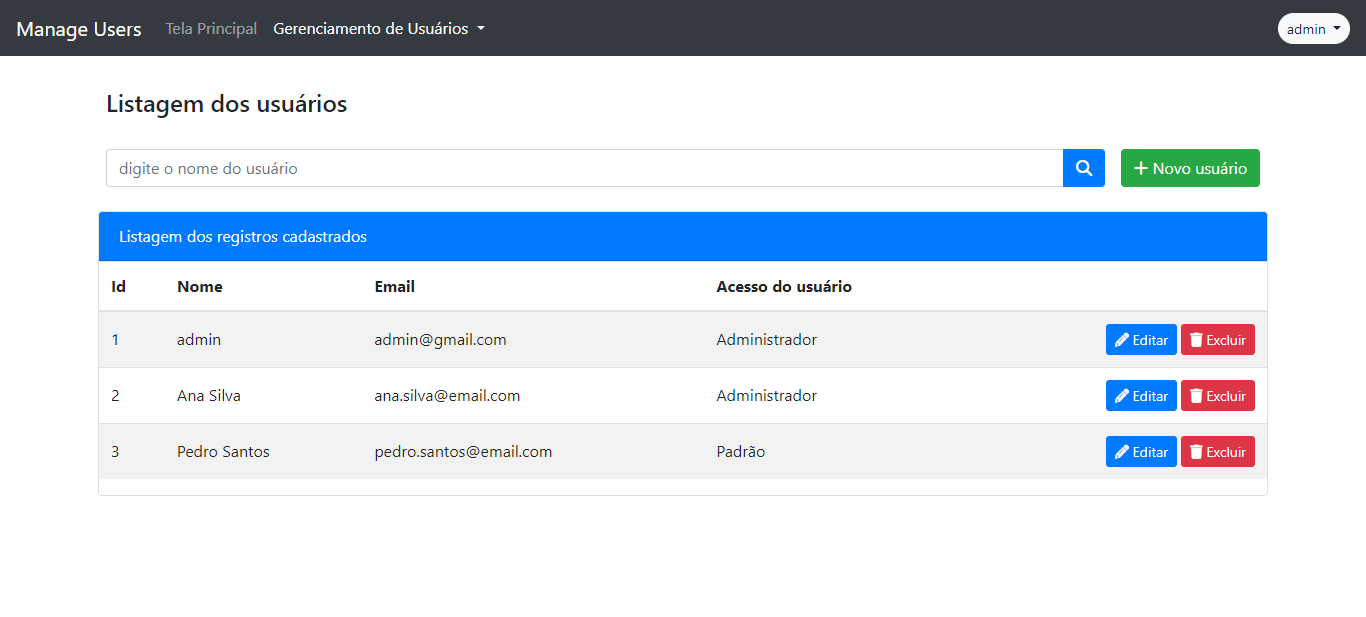 Manage Users Tela Principal Gerenciamento de Usuários admin
Listagem dos usuários
digite o nome do usuário Novo usuário
Listagem dos registros cadastrados
Id Nome Email Acesso do usuário
1 admin admin@gmail.com Administrador Editar Excluir
2 Ana Silva ana.silva@email.com Administrador Editar Excluir
3 Pedro Santos pedro.santos@email.com Padrão Editar Excluir